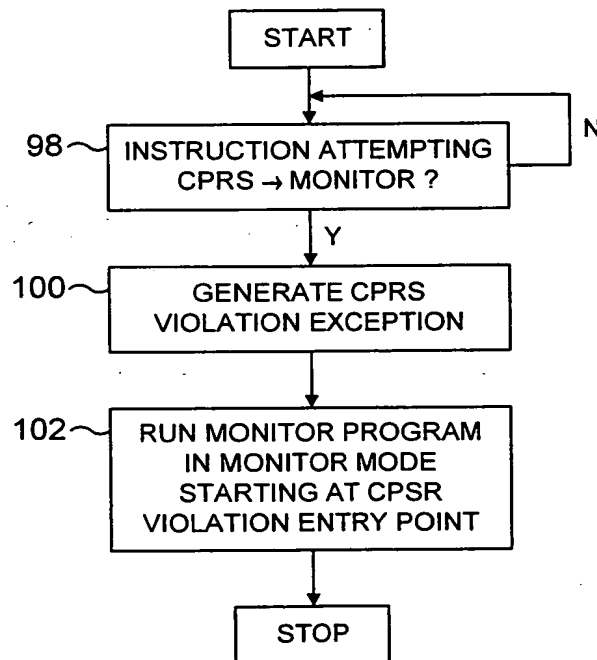 START
N
98
INSTRUCTION ATTEMPTING
CPRS → MONITOR ?
Y
100
GENERATE CPRS
VIOLATION EXCEPTION
102
RUN MONITOR PROGRAM
IN MONITOR MODE
STARTING AT CPSR
VIOLATION ENTRY POINT
STOP